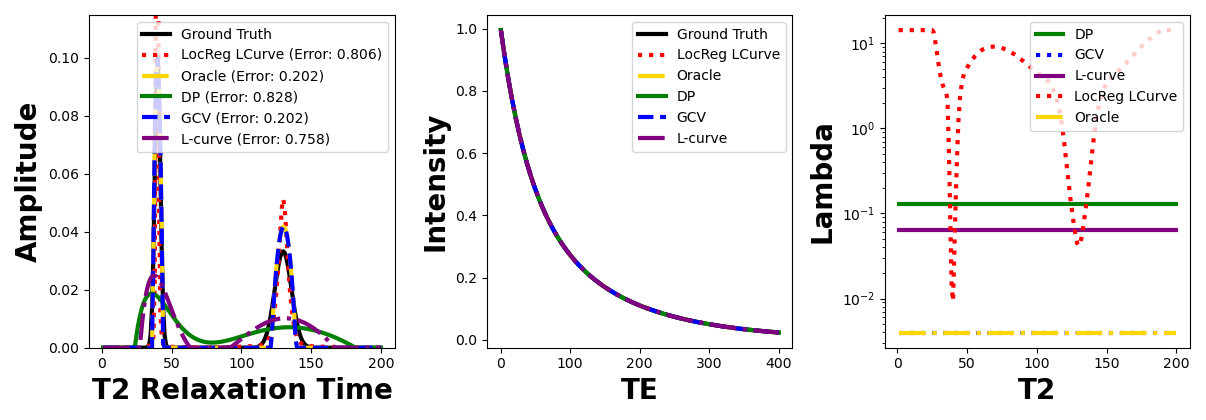 Amplitude
0.00
0.02
0.04
0.06
0.08
0.10
0
50
100
150
200
T2 Relaxation Time
Ground Truth
LocReg LCurve (Error: 0.806)
Oracle (Error: 0.202)
DP (Error: 0.828)
GCV (Error: 0.202)
L-curve (Error: 0.758)
Intensity
0.0
0.2
0.4
0.6
0.8
1.0
0
100
200
300
400
TE
Ground Truth
LocReg LCurve
Oracle
DP
GCV
L-curve
Lambda
10⁻²
10⁻¹
10⁰
10¹
0
50
100
150
200
T2
DP
GCV
L-curve
LocReg LCurve
Oracle